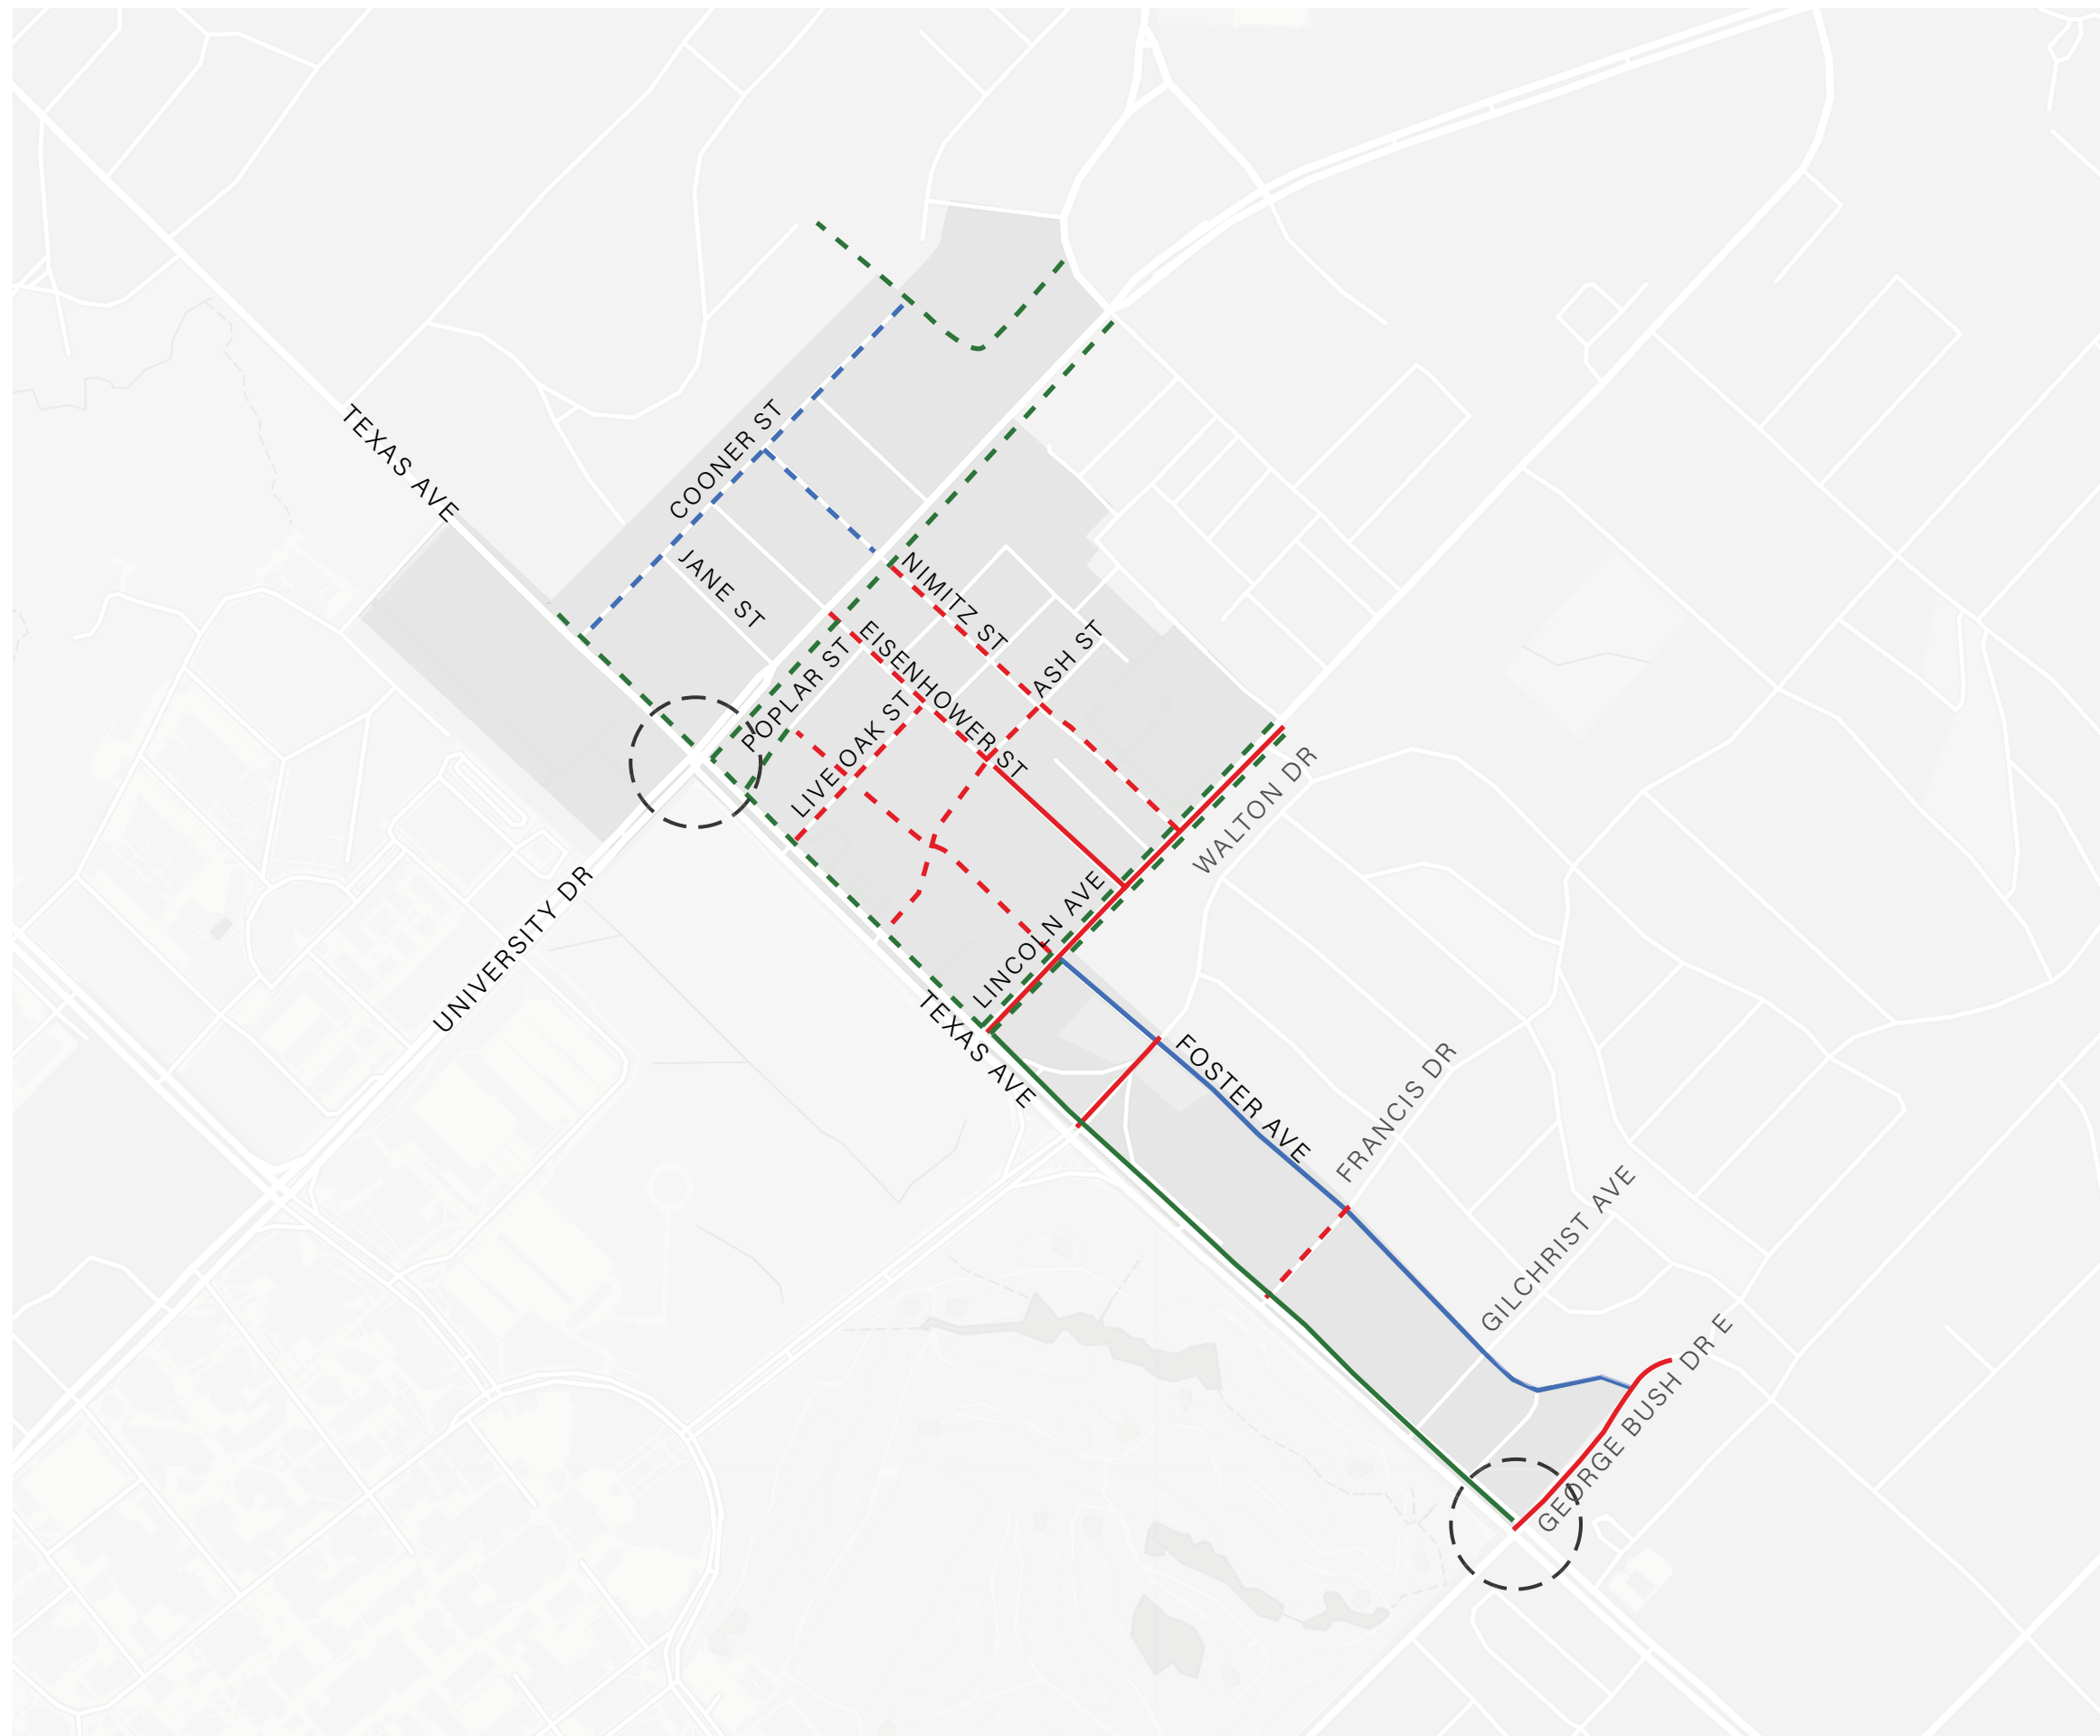 TEXAS AVE
COONER ST
JANE ST
NIMITZ ST
ASH ST
EISENHOWER ST
POPLAR ST
LIVE OAK ST
WALTON DR
UNIVERSITY DR
LINCOLN AVE
TEXAS AVE
FOSTER AVE
FRANCIS DR
GILCHRIST AVE
GEORGE BUSH DR E